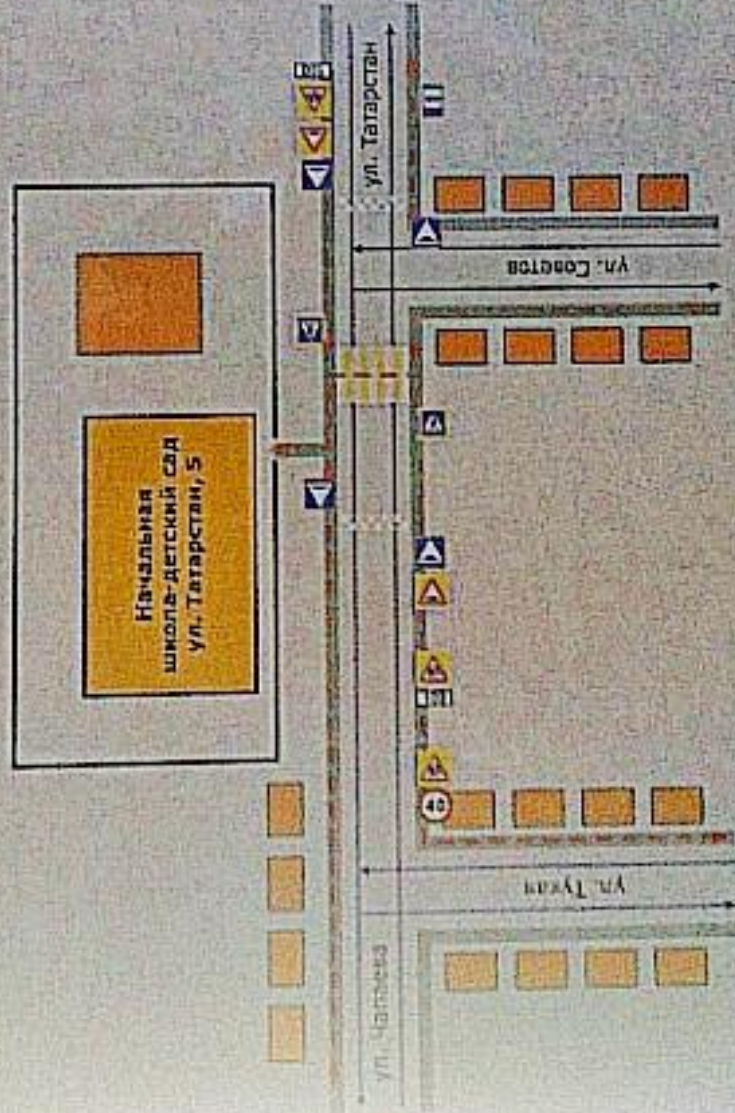 Начальная
школа-детский сад
ул. Татарстан, 5
ул. Татарстан
ул. Советов
ул. Тукая
ул. Чапаева
40